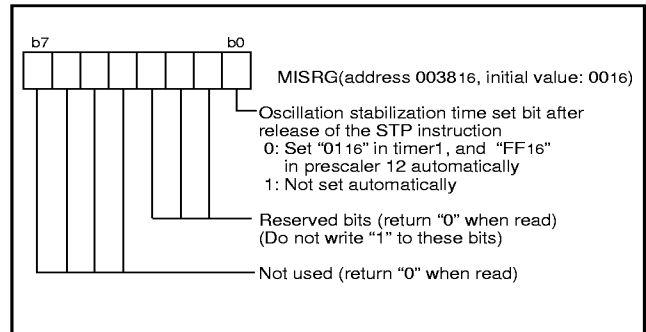 b7 b0
MISRG(address 003816, initial value: 0016)
Oscillation stabilization time set bit after
release of the STP instruction
0: Set “0116” in timer1, and “FF16”
in prescaler 12 automatically
1: Not set automatically
Reserved bits (return “0” when read)
(Do not write “1” to these bits)
Not used (return “0” when read)